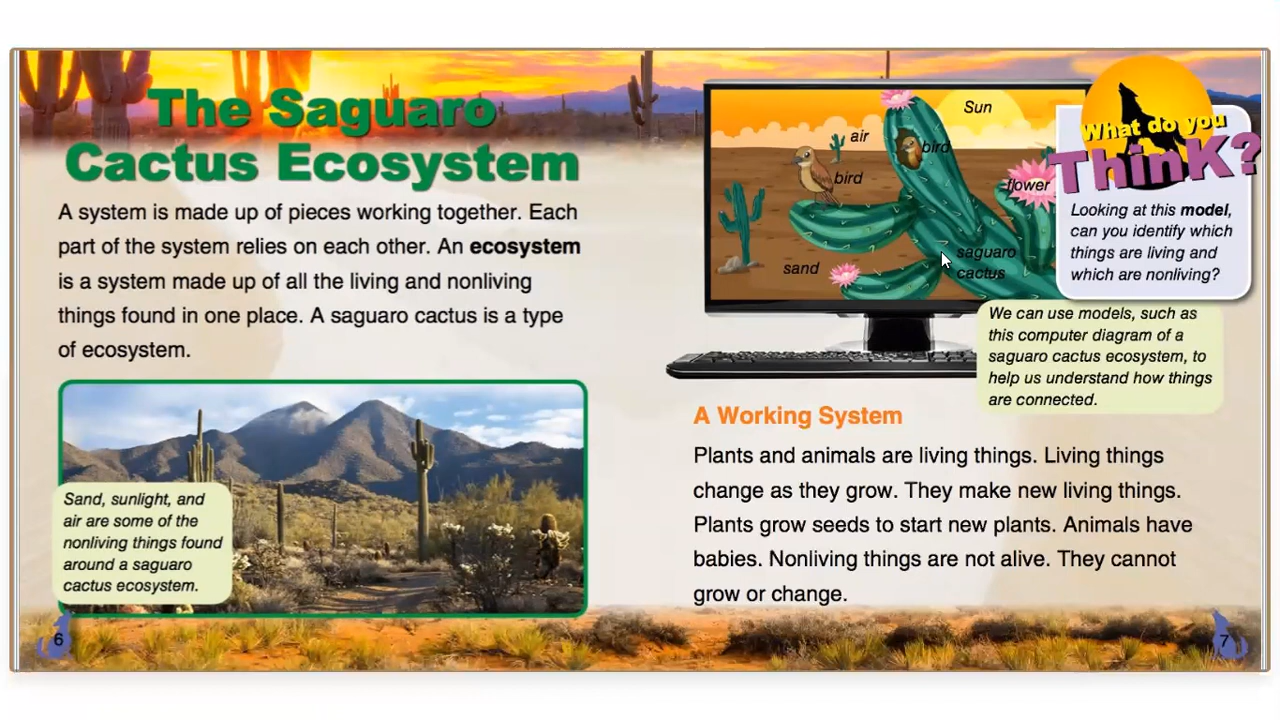 The Saguaro
Cactus Ecosystem
A system is made up of pieces working together. Each
part of the system relies on each other. An ecosystem
is a system made up of all the living and nonliving
things found in one place. A saguaro cactus is a type
of ecosystem.
Sand, sunlight, and
air are some of the
nonliving things found
around a saguaro
cactus ecosystem.
6
Sun
air
bird
bird
flower
saguaro
cactus
sand
What do you
ThinK?
Looking at this model,
can you identify which
things are living and
which are nonliving?
We can use models, such as
this computer diagram of a
saguaro cactus ecosystem, to
help us understand how things
are connected.
A Working System
Plants and animals are living things. Living things
change as they grow. They make new living things.
Plants grow seeds to start new plants. Animals have
babies. Nonliving things are not alive. They cannot
grow or change.
7